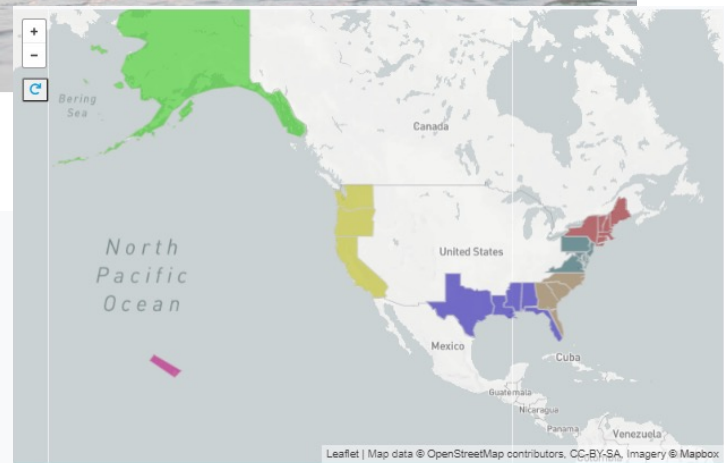 +
-
Bering
Sea
Canada
North
Pacific
Ocean
United States
Mexico
Cuba
Guatemala
Nicaragua
Panama
Venezuela
Leaflet | Map data © OpenStreetMap contributors, CC-BY-SA, Imagery © Mapbox
Colombia